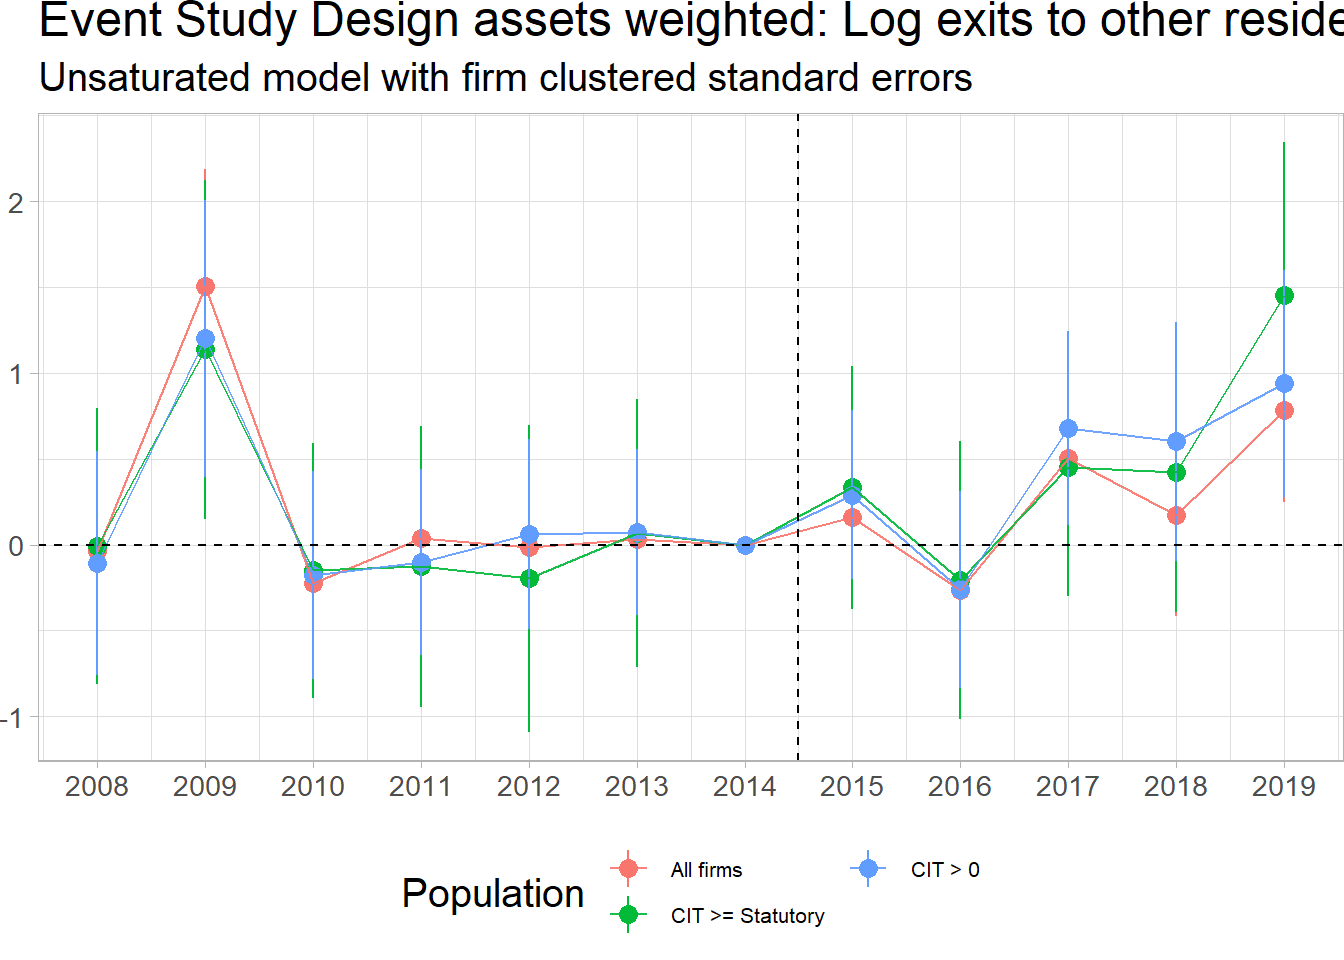 Event Study Design assets weighted: Log exits to other reside
Unsaturated model with firm clustered standard errors
2
1
0
-1
2008 2009 2010 2011 2012 2013 2014 2015 2016 2017 2018 2019
Population
All firms
CIT > 0
CIT >= Statutory